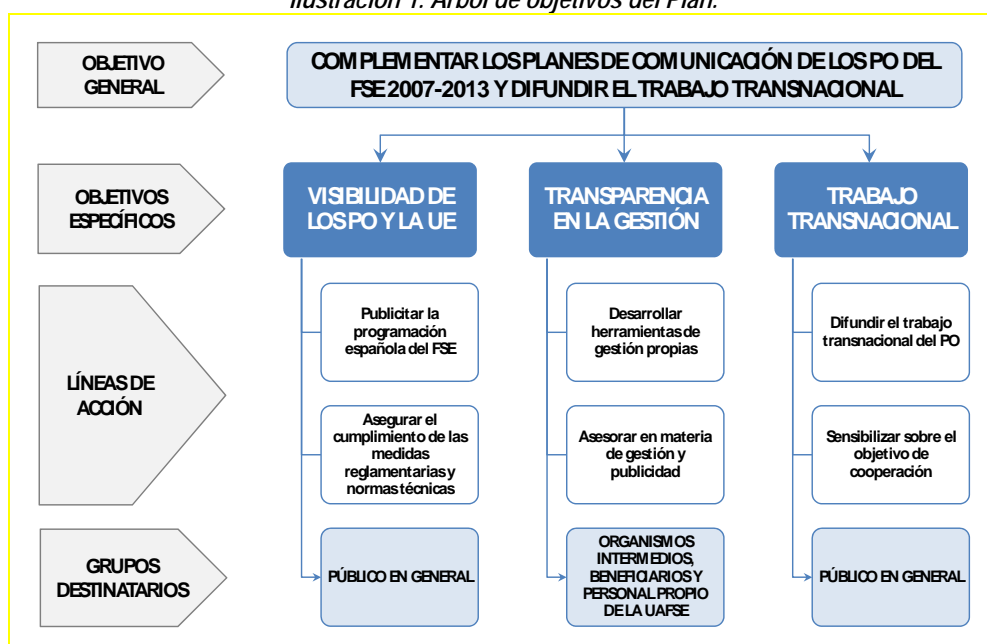 Ilustración 1. Árbol de objetivos del Plan.
OBJETIVO
GENERAL
COMPLEMENTAR LOS PLANES DE COMUNICACIÓN DE LOS PO DEL
FSE 2007-2013 Y DIFUNDIR EL TRABAJO TRANSNACIONAL
OBJETIVOS
ESPECÍFICOS
VISIBILIDAD DE
LOS PO Y LA UE
TRANSPARENCIA
EN LA GESTIÓN
TRABAJO
TRANSNACIONAL
LÍNEAS DE
ACCIÓN
Publicitar la
programación
española del FSE
Desarrollar
herramientas de
gestión propias
Difundir el trabajo
transnacional del PO
Asegurar el
cumplimiento de las
medidas
reglamentarias y
normas técnicas
Asesorar en materia
de gestión y
publicidad
Sensibilizar sobre el
objetivo de
cooperación
GRUPOS
DESTINATARIOS
PÚBLICO EN GENERAL
ORGANISMOS
INTERMEDIOS,
BENEFICIARIOS Y
PERSONAL PROPIO
DE LA UAFSE
PÚBLICO EN GENERAL